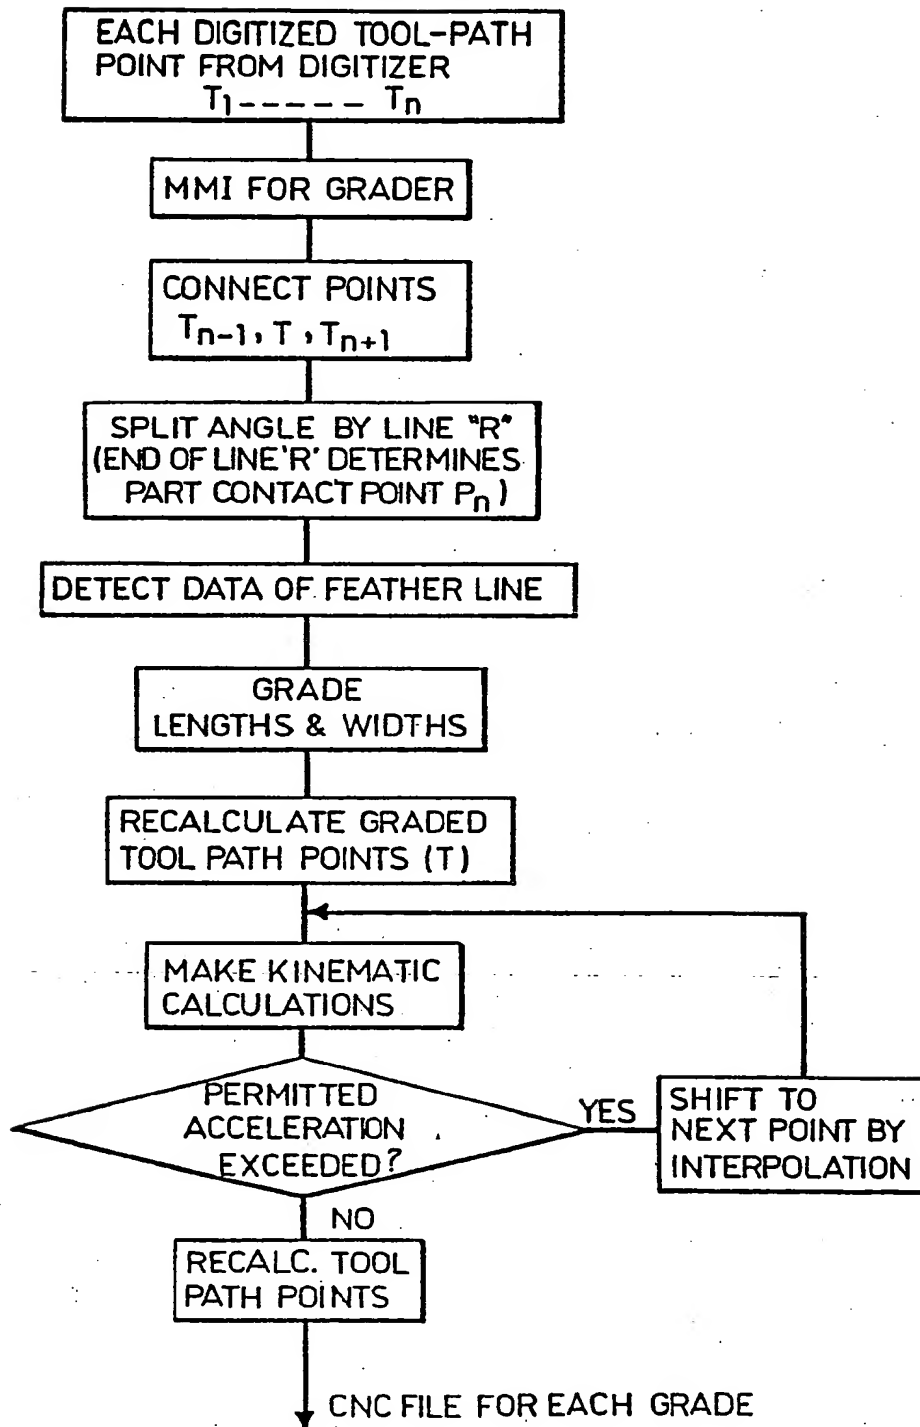 EACH DIGITIZED TOOL-PATH
POINT FROM DIGITIZER
T1----- Tn
MMI FOR GRADER
CONNECT POINTS
Tn-1, T, Tn+1
SPLIT ANGLE BY LINE "R"
(END OF LINE 'R' DETERMINES
PART CONTACT POINT Pn)
DETECT DATA OF FEATHER LINE
GRADE
LENGTHS & WIDTHS
RECALCULATE GRADED
TOOL PATH POINTS (T)
MAKE KINEMATIC
CALCULATIONS
PERMITTED
ACCELERATION
EXCEEDED?
YES
SHIFT TO
NEXT POINT BY
INTERPOLATION
NO
RECALC. TOOL
PATH POINTS
CNC FILE FOR EACH GRADE